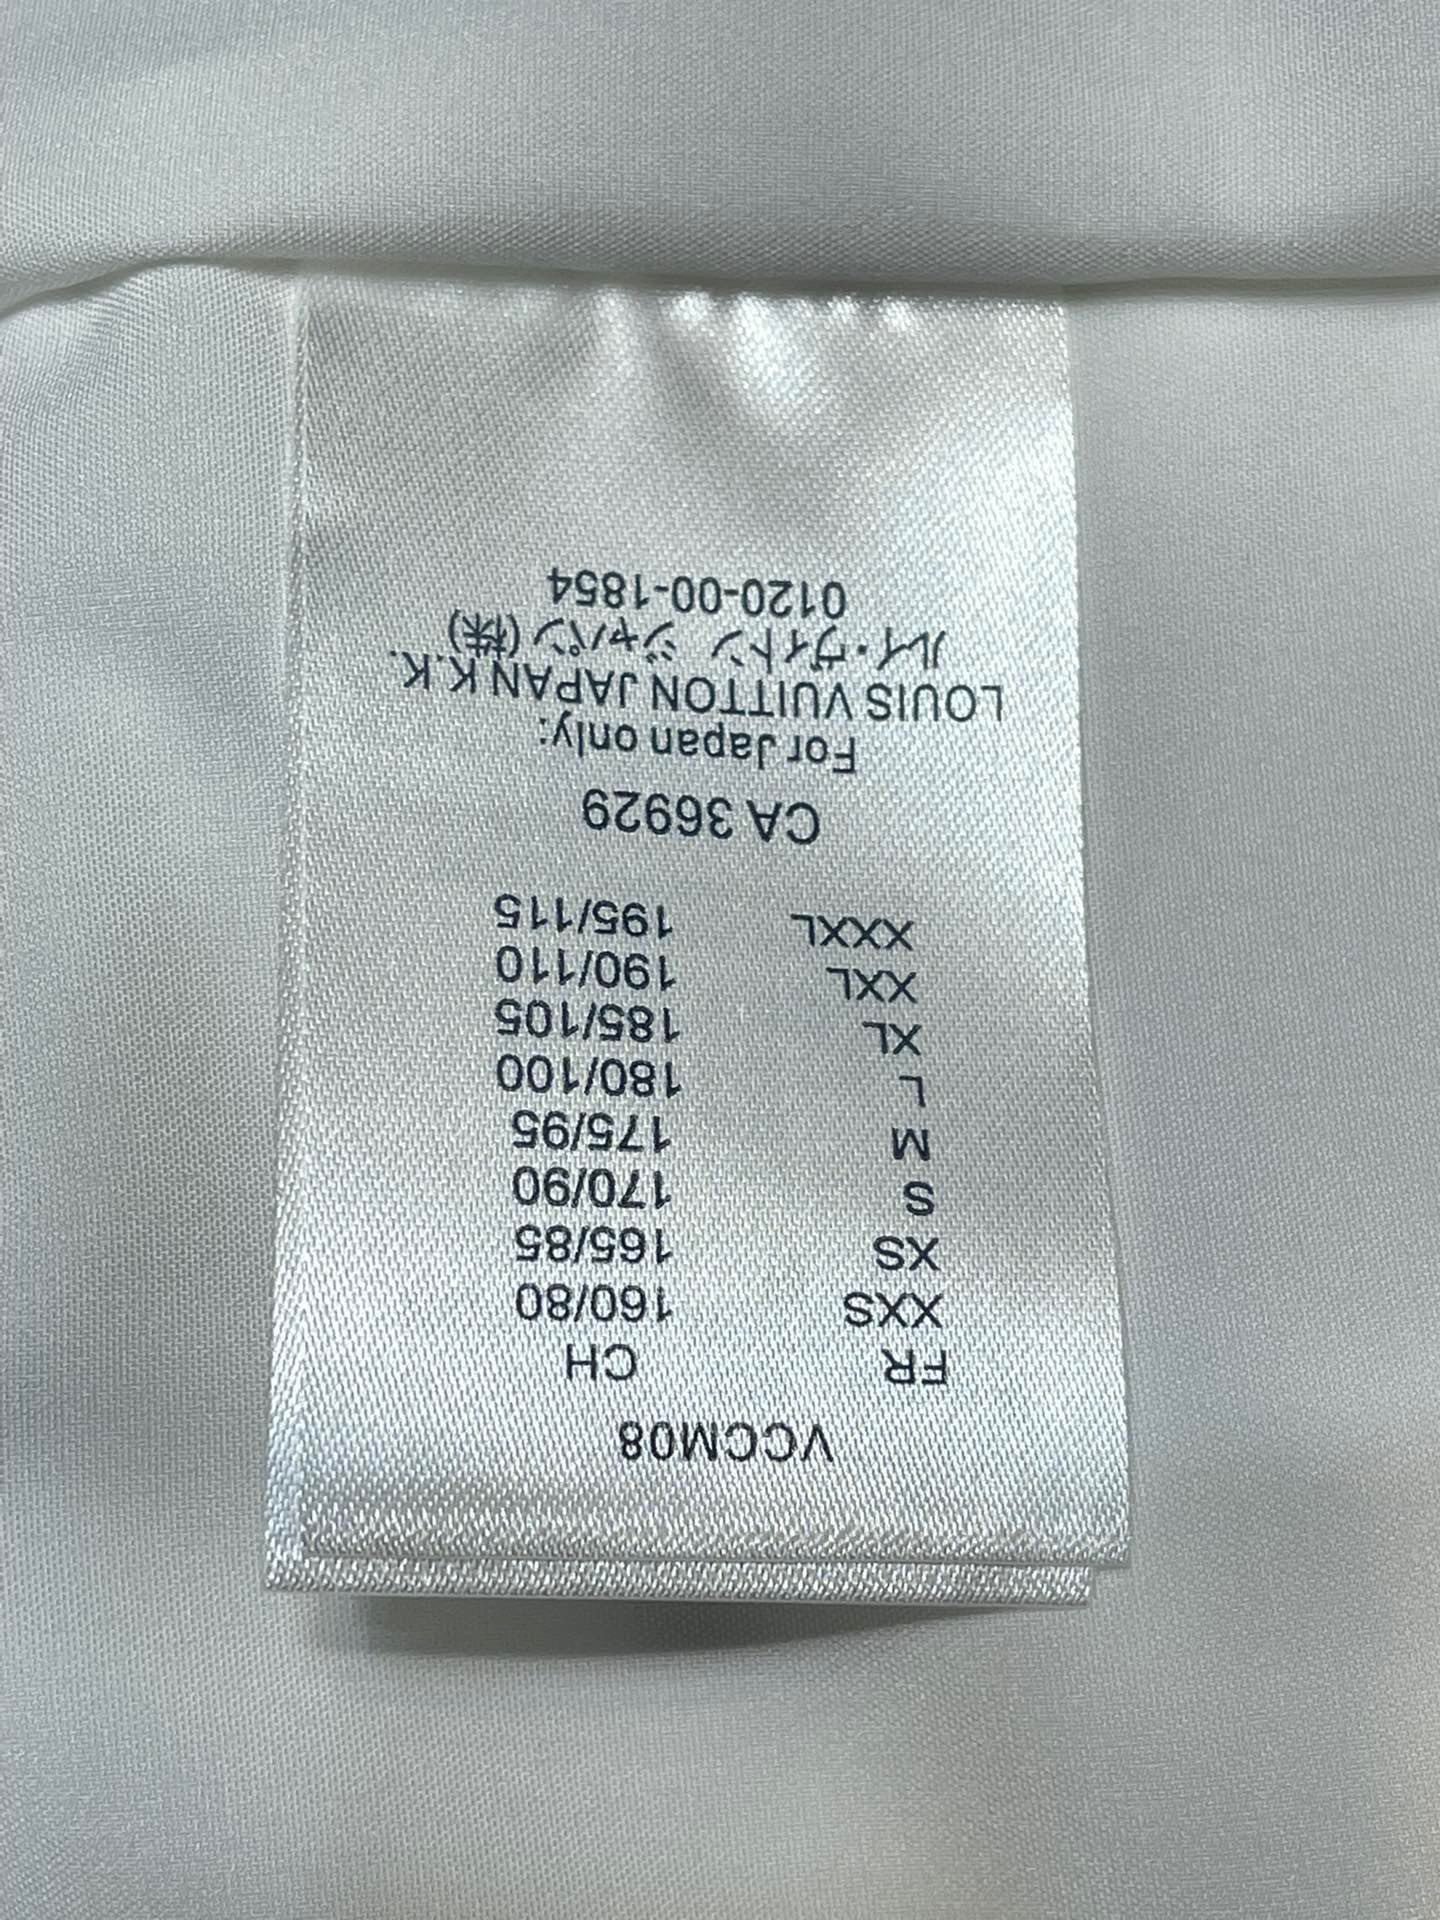 VCCM08
FR CH
XXS 160/80
XS 165/85
S 170/90
M 175/95
L 180/100
XL 185/105
XXL 190/110
XXXL 195/115
CA 36929
For Japan only:
LOUIS VUITTON JAPAN K.K.
ルイ・ヴィトン ジャパン (株)
0120-00-1854